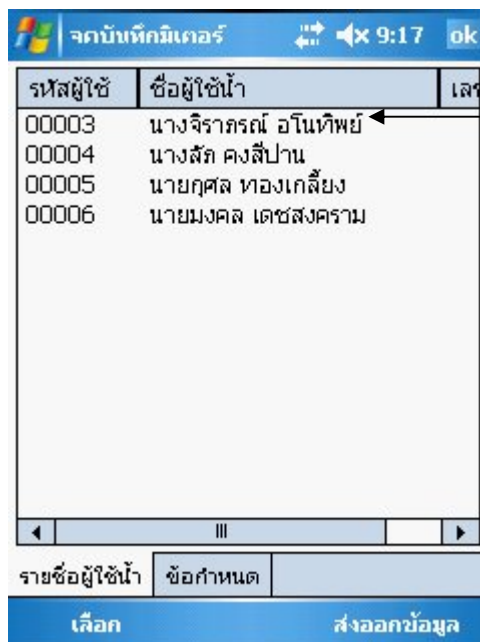 จดบันทึกมิเตอร์ 9:17 ok
รหัสผู้ใช้ ชื่อผู้ใช้น้ำ เลข
00003 นางจิราภรณ์ อโนทิพย์
00004 นางลัภ คงสีปาน
00005 นายกุศล ทองเกลี้ยง
00006 นายมงคล เดชสงคราม
รายชื่อผู้ใช้น้ำ ข้อกำหนด
เลือก ส่งออกข้อมูล